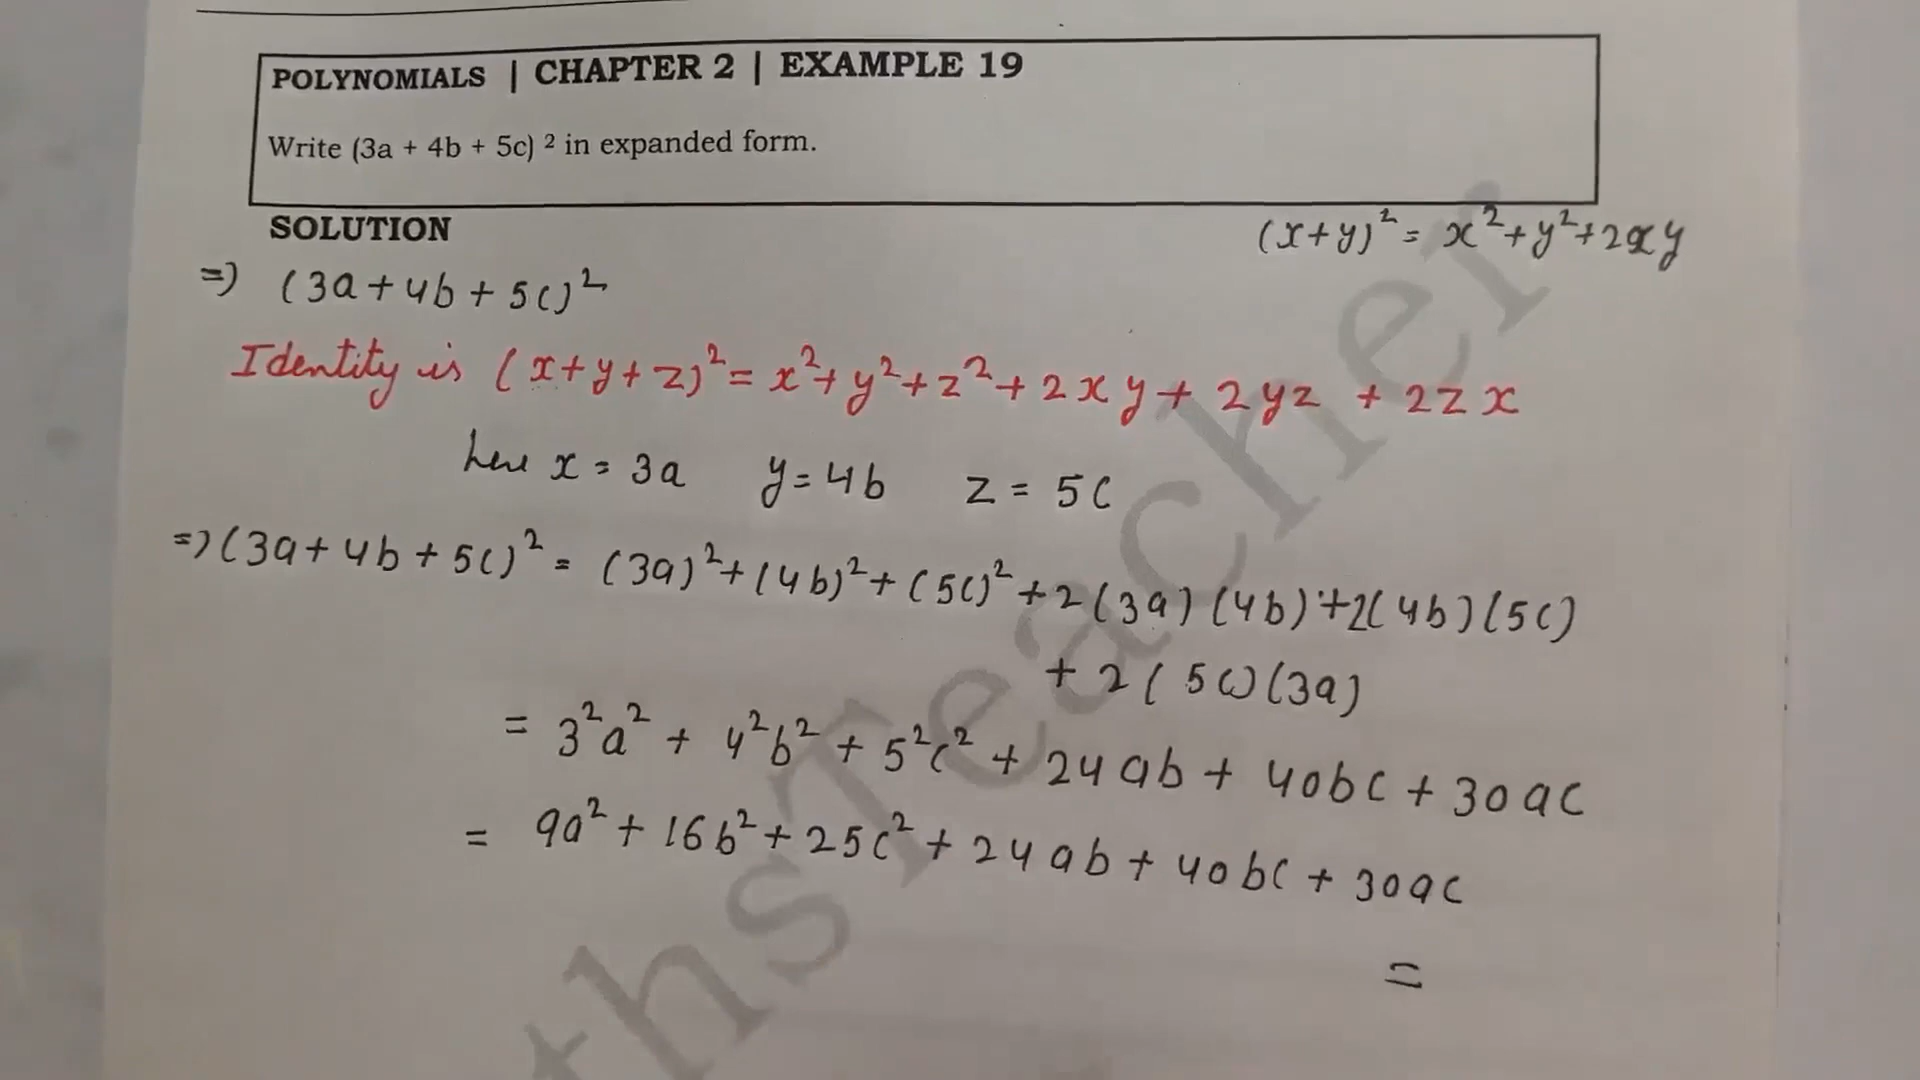 POLYNOMIALS | CHAPTER 2 | EXAMPLE 19
Write (3a + 4b + 5c) ² in expanded form.
SOLUTION
(x+y)² = x²+y²+2xy
=) (3a+4b+5c)²
Identity is (x+y+z)² = x²+y²+z²+2xy+2yz+2zx
here x = 3a y = 4b z = 5c
=) (3a+4b+5c)² = (3a)²+(4b)²+(5c)²+2(3a)(4b)+2(4b)(5c)
+2(5c)(3a)
= 3²a² + 4²b² + 5²c² + 24ab + 40bc + 30ac
= 9a² + 16b² + 25c² + 24ab + 40bc + 30ac
=
thsTeacher